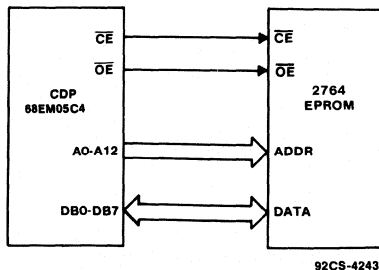 CE
CE
OE
OE
CDP
68EM05C4
2764
EPROM
A0-A12
ADDR
DB0-DB7
DATA
92CS-4243